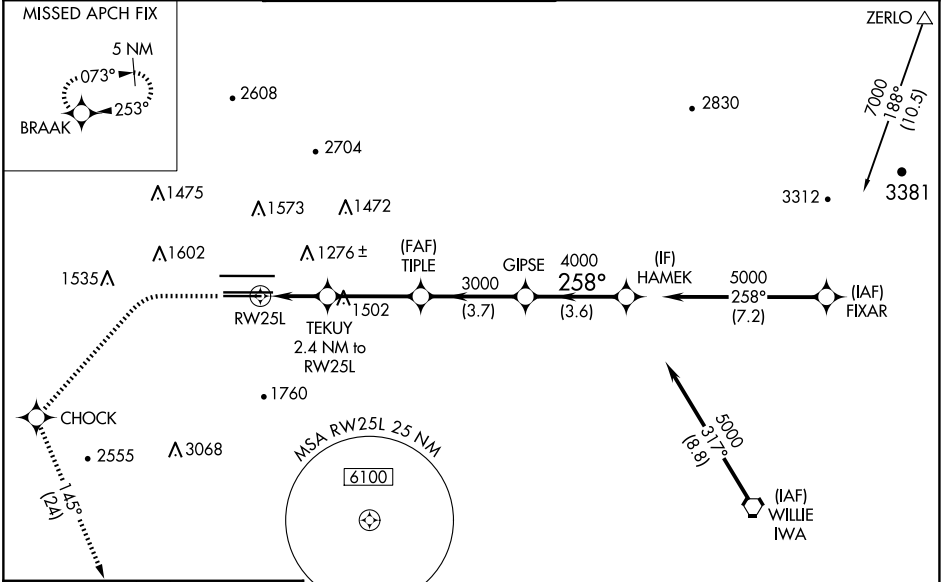 MISSED APCH FIX
5 NM
073°
253°
BRAAK
ZERLO
7000
188°
(10.5)
2608
2830
2704
3312
3381
1475
1573
1472
1602
1276 ±
1535
(FAF)
TIPLE
GIPSE
4000
258°
(3.6)
3000
(3.7)
(IF)
HAMEK
5000
258°
(7.2)
(IAF)
FIXAR
RW25L
1502
TEKUY
2.4 NM to
RW25L
1760
CHOCK
2555
3068
145°
(24)
MSA RW25L 25 NM
6100
5000
317°
(8.8)
(IAF)
WILLIE
IWA